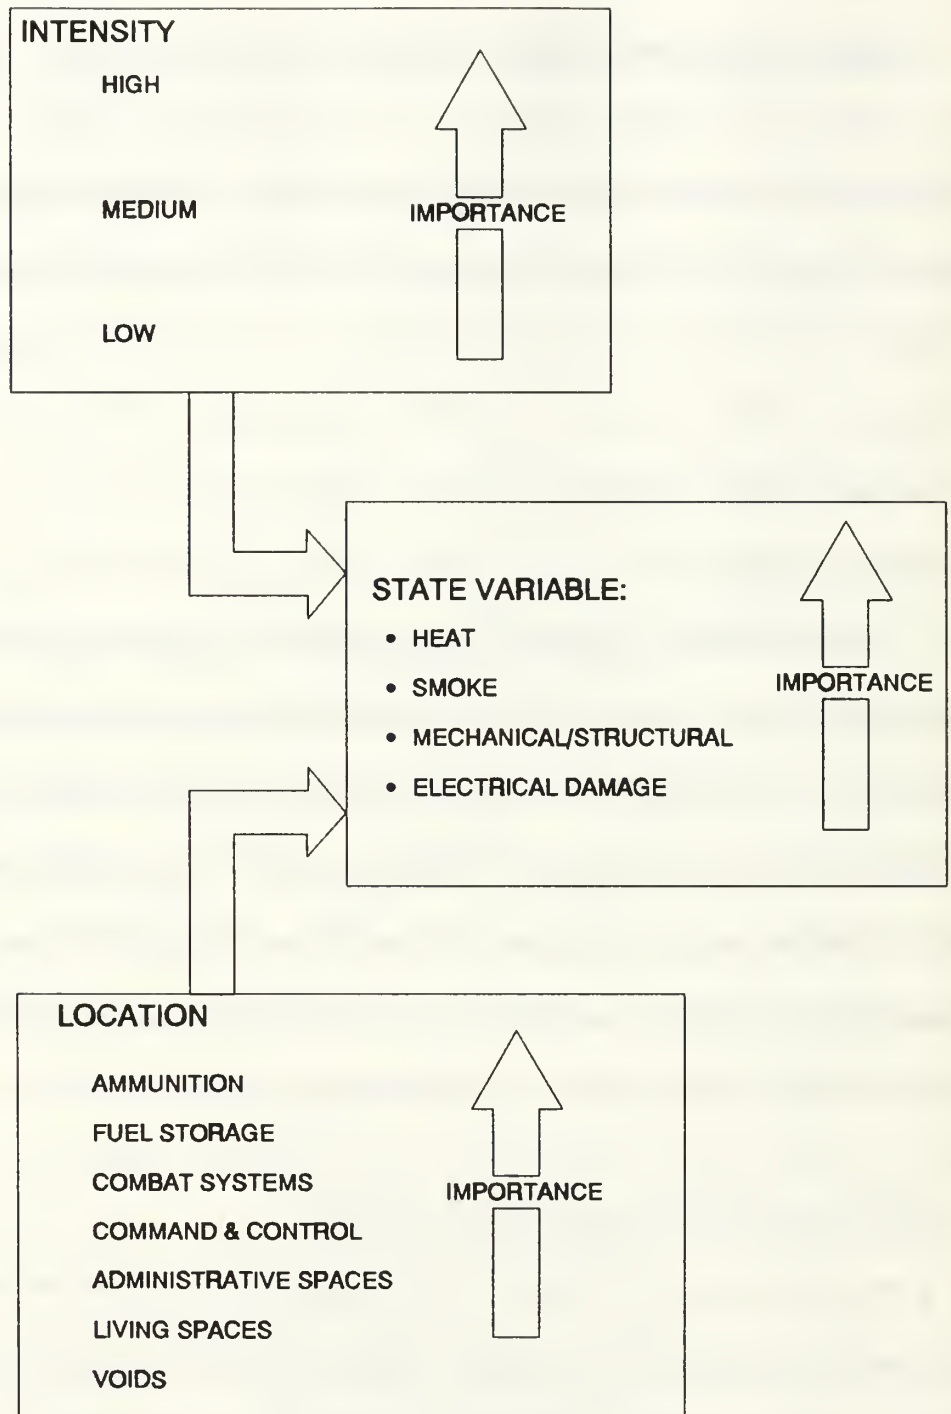 INTENSITY
HIGH
MEDIUM
IMPORTANCE
LOW
STATE VARIABLE:
• HEAT
• SMOKE
IMPORTANCE
• MECHANICAL/STRUCTURAL
• ELECTRICAL DAMAGE
LOCATION
AMMUNITION
FUEL STORAGE
COMBAT SYSTEMS
IMPORTANCE
COMMAND & CONTROL
ADMINISTRATIVE SPACES
LIVING SPACES
VOIDS